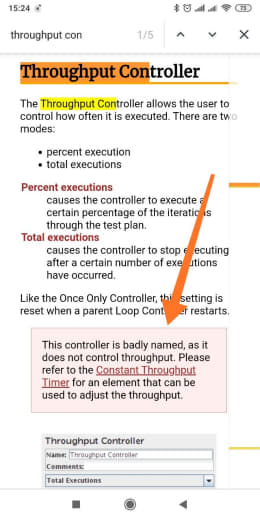 15:24
73
throughput con
1/5
Throughput Controller
The Throughput Controller allows the user to
control how often it is executed. There are two
modes:
• percent execution
• total executions
Percent executions
causes the controller to execute a
certain percentage of the iterations
through the test plan.
Total executions
causes the controller to stop executing
after a certain number of executions
have occurred.
Like the Once Only Controller, this setting is
reset when a parent Loop Controller restarts.
This controller is badly named, as it
does not control throughput. Please
refer to the Constant Throughput
Timer for an element that can be
used to adjust the throughput.
Throughput Controller
Name: Throughput Controller
Comments:
Total Executions